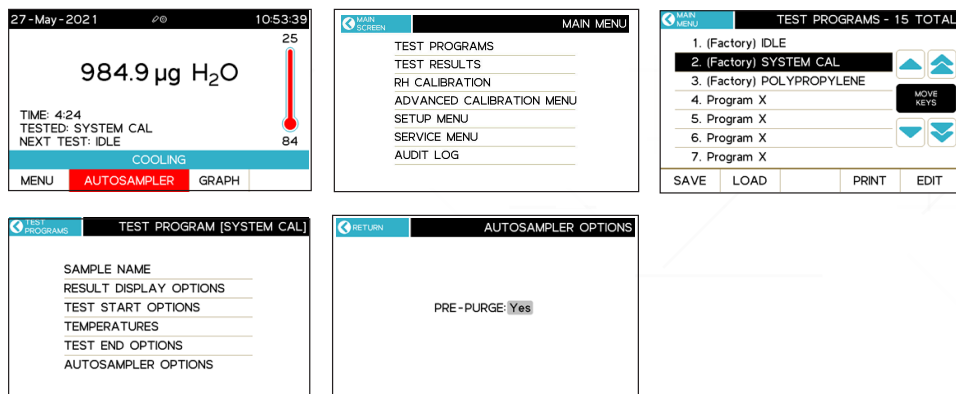 27-May-2021 10:53:39
25
984.9 µg H₂O
TIME: 4:24
TESTED: SYSTEM CAL
NEXT TEST: IDLE 84
COOLING
MENU AUTOSAMPLER GRAPH
MAIN SCREEN MAIN MENU
TEST PROGRAMS
TEST RESULTS
RH CALIBRATION
ADVANCED CALIBRATION MENU
SETUP MENU
SERVICE MENU
AUDIT LOG
MAIN MENU TEST PROGRAMS - 15 TOTAL
1. (Factory) IDLE
2. (Factory) SYSTEM CAL
3. (Factory) POLYPROPYLENE
4. Program X
5. Program X
6. Program X
7. Program X
MOVE
KEYS
SAVE LOAD PRINT EDIT
TEST PROGRAMS TEST PROGRAM [SYSTEM CAL]
SAMPLE NAME
RESULT DISPLAY OPTIONS
TEST START OPTIONS
TEMPERATURES
TEST END OPTIONS
AUTOSAMPLER OPTIONS
RETURN AUTOSAMPLER OPTIONS
PRE-PURGE: Yes